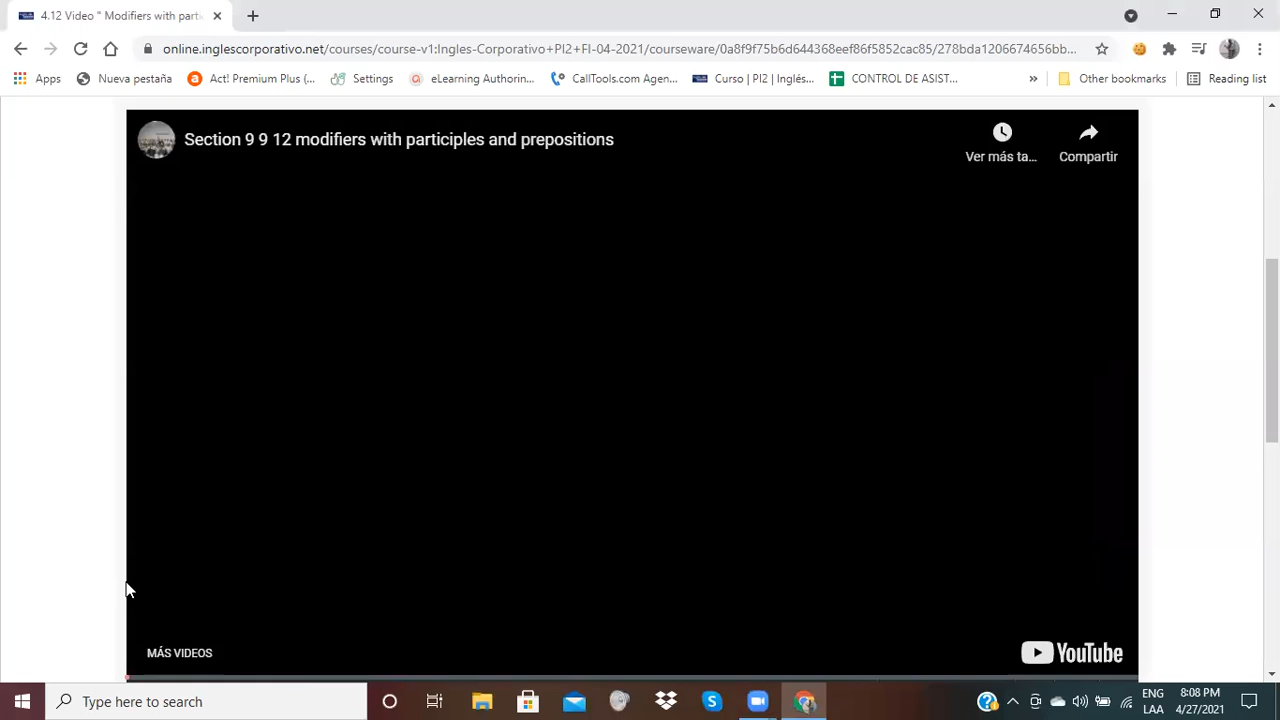 4.12 Video " Modifiers with part
online.inglescorporativo.net/courses/course-v1:Ingles-Corporativo+PI2+FI-04-2021/courseware/0a8f9f75b6d644368eef86f5852cac85/278bda1206674656bb...
Apps
Nueva pestaña
Act! Premium Plus (...
Settings
eLearning Authorin...
CallTools.com Agen...
Curso | PI2 | Inglés...
CONTROL DE ASIST...
»
Other bookmarks
Reading list
Section 9 9 12 modifiers with participles and prepositions
Ver más ta...
Compartir
MÁS VIDEOS
YouTube
Type here to search
ENG
LAA
8:08 PM
4/27/2021